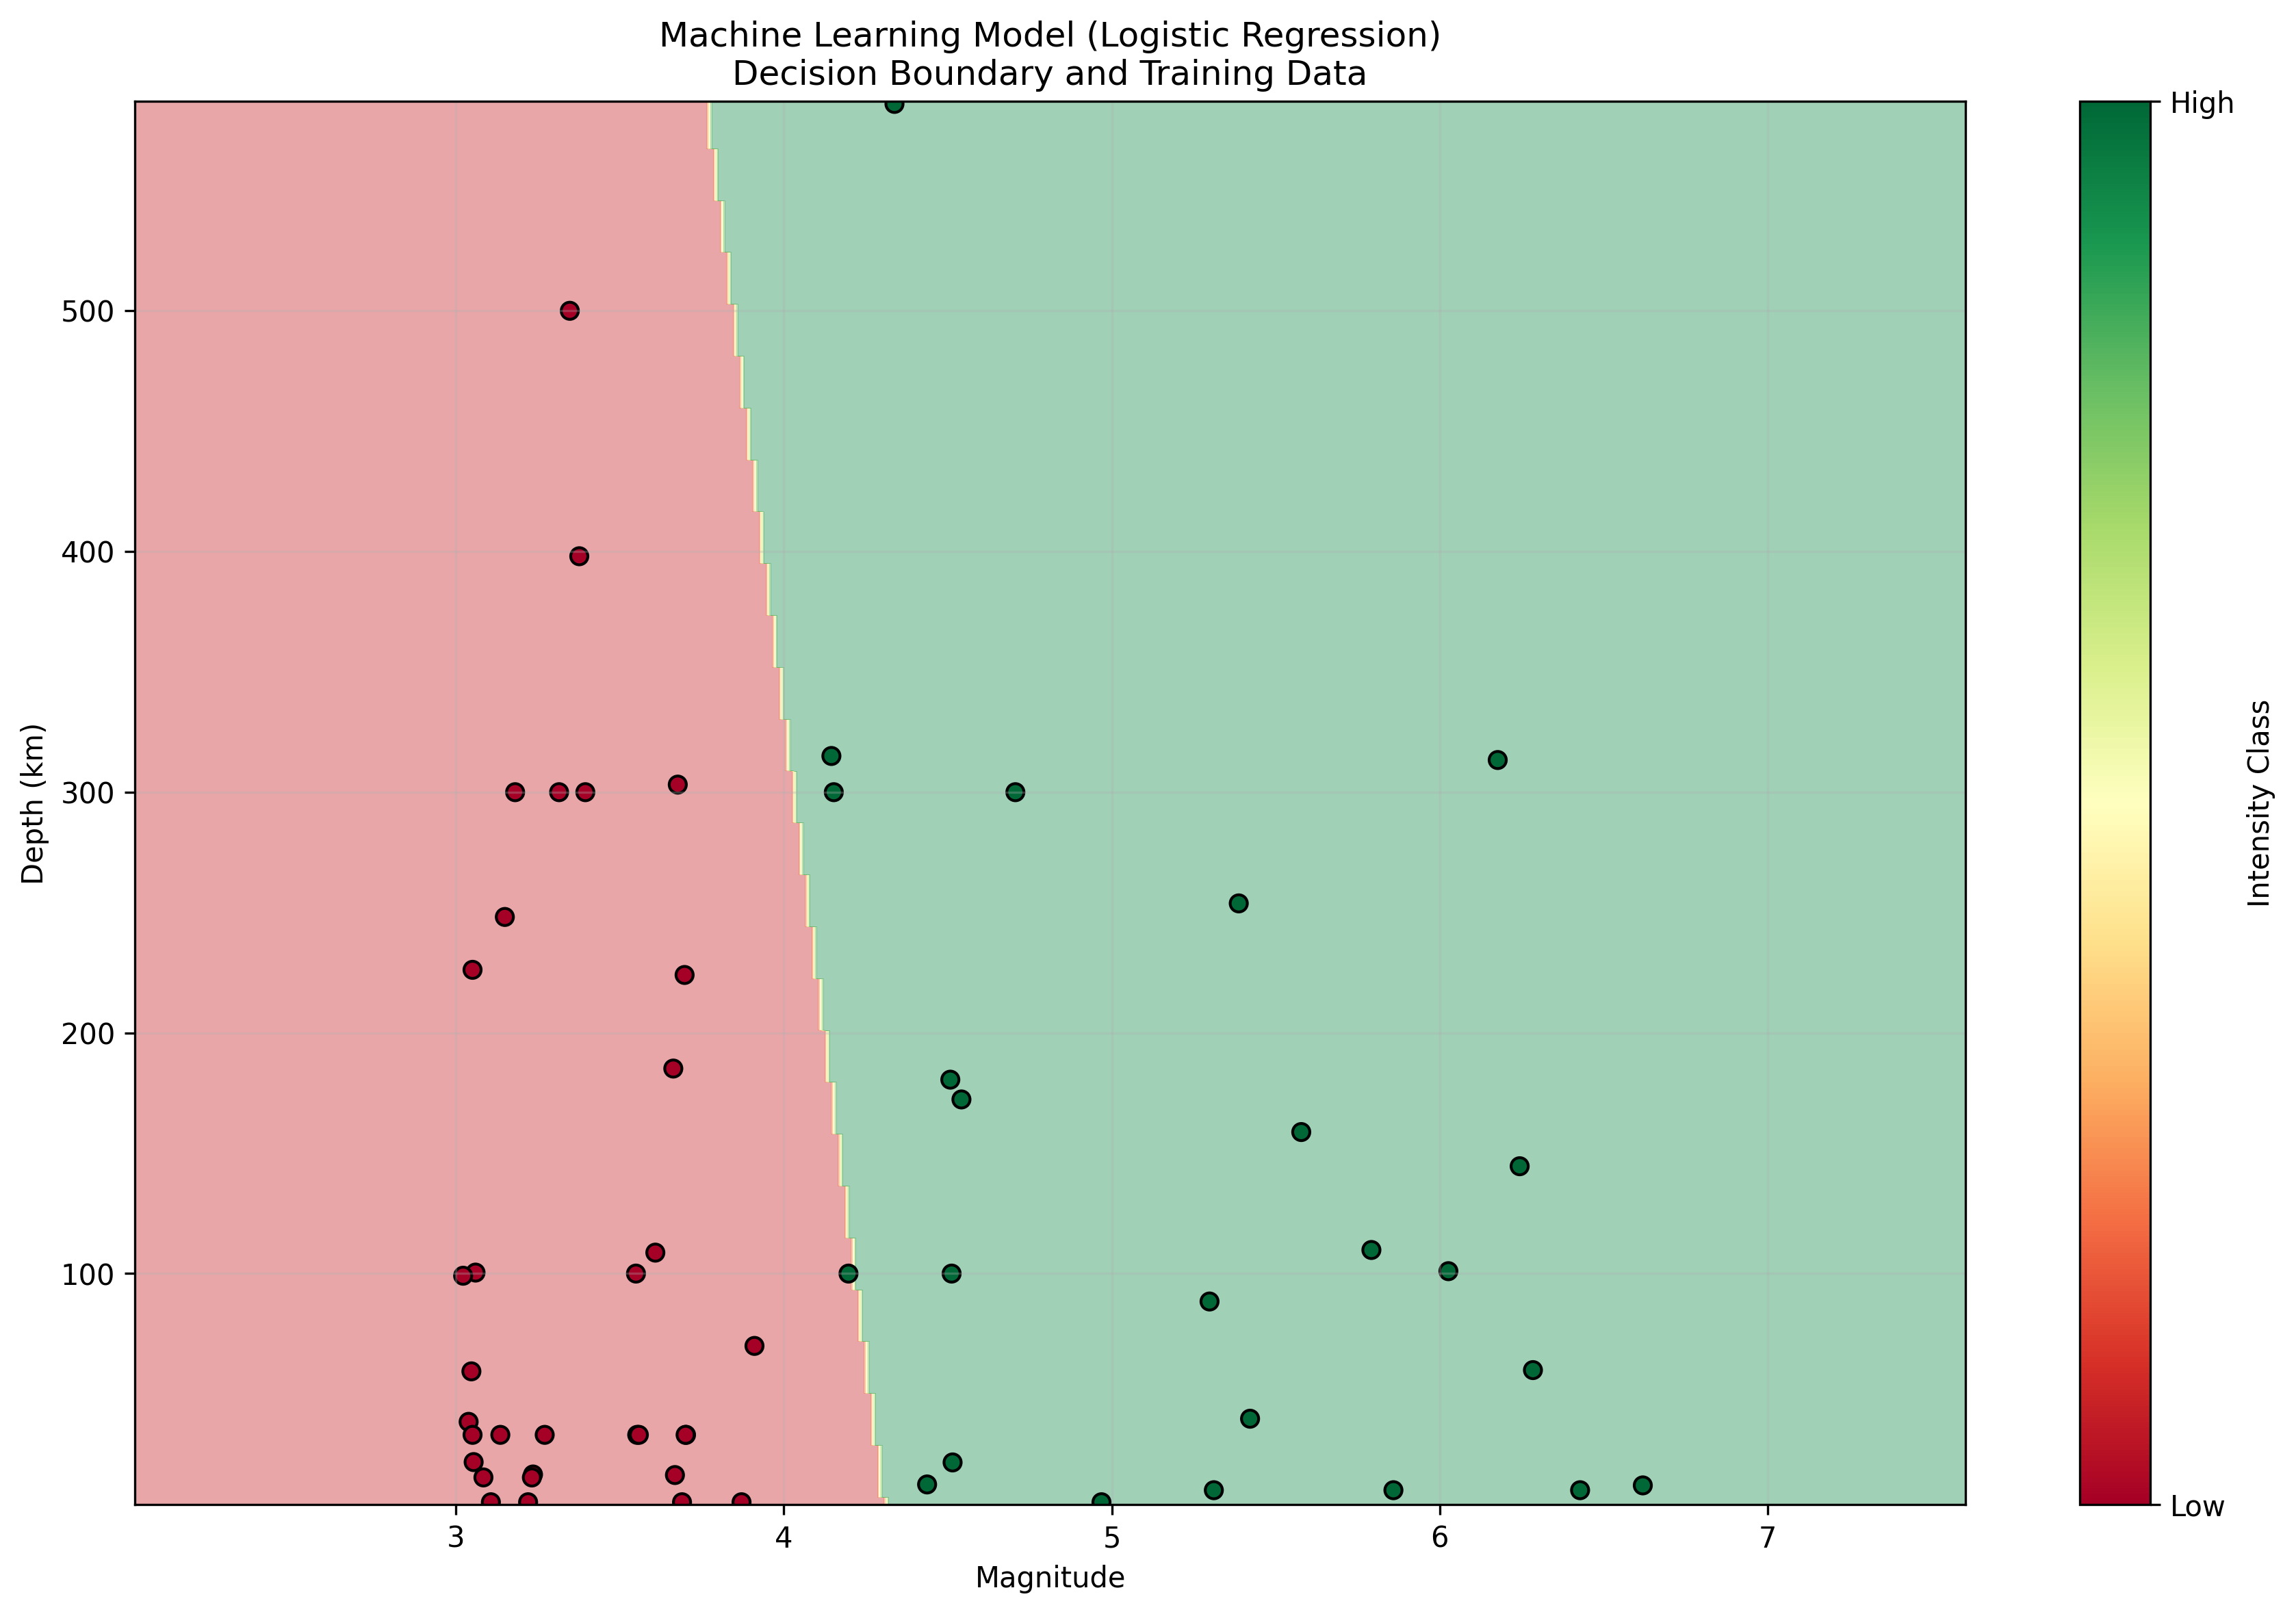 Machine Learning Model (Logistic Regression)
Decision Boundary and Training Data
High
500
400
300
200
100
Depth (km)
Intensity Class
Low
3
4
5
6
7
Magnitude